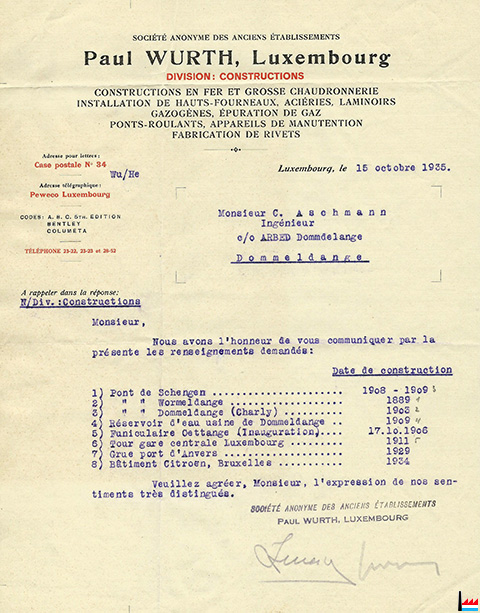 SOCIÉTÉ ANONYME DES ANCIENS ÉTABLISSEMENTS
Paul WURTH, Luxembourg
DIVISION: CONSTRUCTIONS
CONSTRUCTIONS EN FER ET GROSSE CHAUDRONNERIE
INSTALLATION DE HAUTS-FOURNEAUX, ACIÉRIES, LAMINOIRS
GAZOGÈNES, ÉPURATION DE GAZ
PONTS-ROULANTS, APPAREILS DE MANUTENTION
FABRICATION DE RIVETS
Adresse pour lettres:
Case postale No 34
Wu/He
Adresse télégraphique:
Peweco Luxembourg
CODES: A. B. C. 5TH. EDITION
BENTLEY
COLUMETA
TÉLÉPHONE 23-22, 23-23 et 26-52
Luxembourg, le 15 octobre 1935.
Monsieur C. Aschmann
Ingénieur
c/o ARBED Dommdelange
Dommeldange
A rappeler dans la réponse:
N/Div.:Constructions
Monsieur,
Nous avons l'honneur de vous communiquer par la
présente les renseignements demandés:
Date de construction
1) Pont de Schengen ..................... 1908 - 1909
2) " " Wormeldange .................. 1889
3) " " Dommeldange (Charly) .......... 1903
4) Réservoir d'eau usine de Dommeldange .. 1909
5) Funiculaire Oettange (Inauguration).... 17.10.1906
6) Tour gare centrale Luxembourg ......... 1911
7) Grue port d'Anvers .................... 1929
8) Bâtiment Citroen, Bruxelles ........... 1934
Veuillez agréer, Monsieur, l'expression de nos sen-
timents très distingués.
SOCIÉTÉ ANONYME DES ANCIENS ÉTABLISSEMENTS
PAUL WURTH, LUXEMBOURG